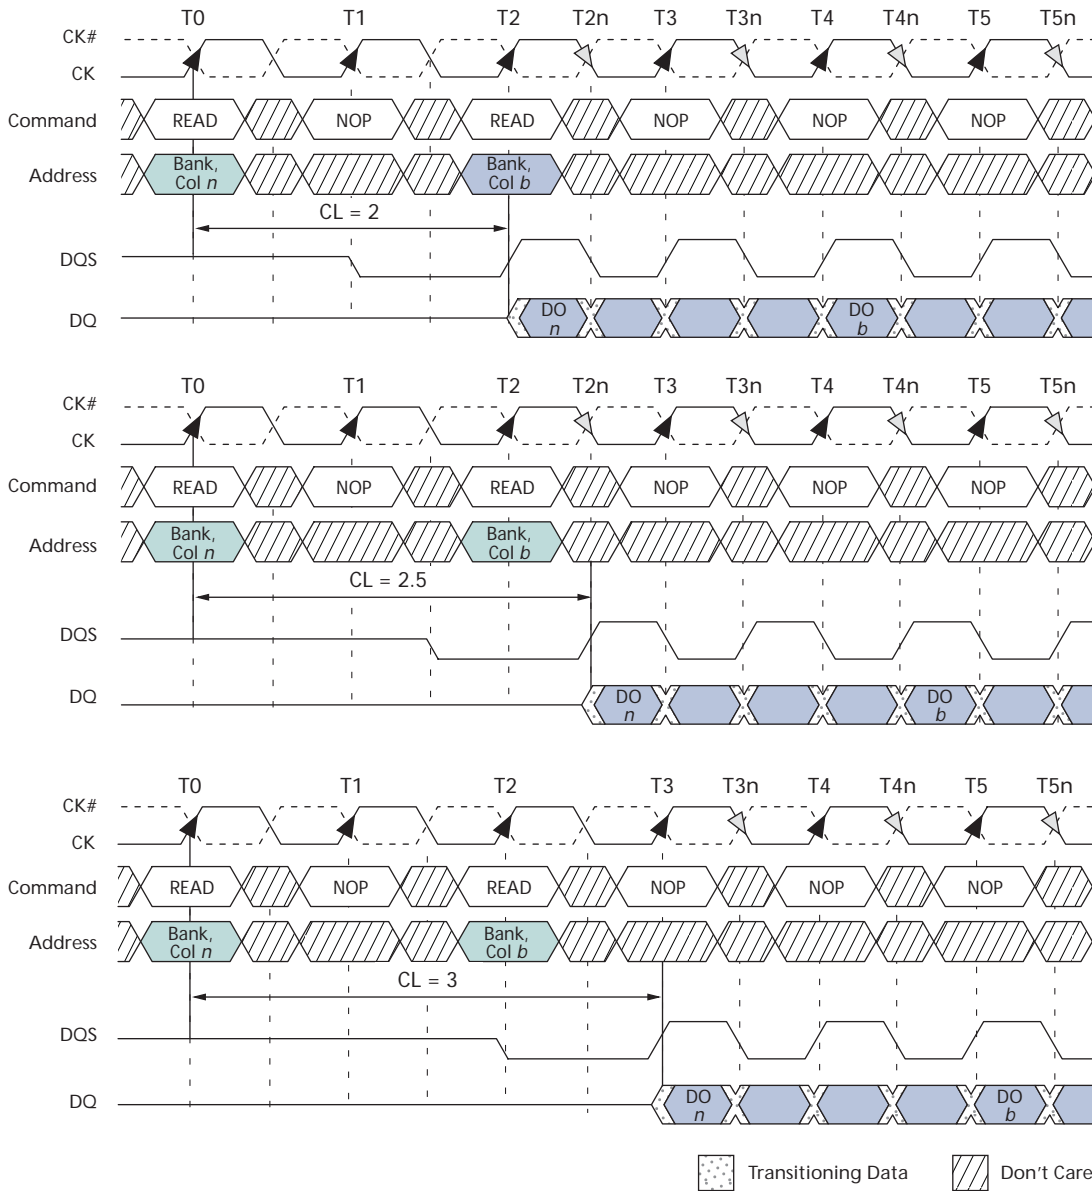 T0 T1 T2 T2n T3 T3n T4 T4n T5 T5n
CK#
CK
Command READ NOP READ NOP NOP NOP
Address Bank, Col n Bank, Col b
CL = 2
DQS
DQ DO n DO b
T0 T1 T2 T2n T3 T3n T4 T4n T5 T5n
CK#
CK
Command READ NOP READ NOP NOP NOP
Address Bank, Col n Bank, Col b
CL = 2.5
DQS
DQ DO n DO b
T0 T1 T2 T3 T3n T4 T4n T5 T5n
CK#
CK
Command READ NOP READ NOP NOP NOP
Address Bank, Col n Bank, Col b
CL = 3
DQS
DQ DO n DO b
Transitioning Data Don't Care